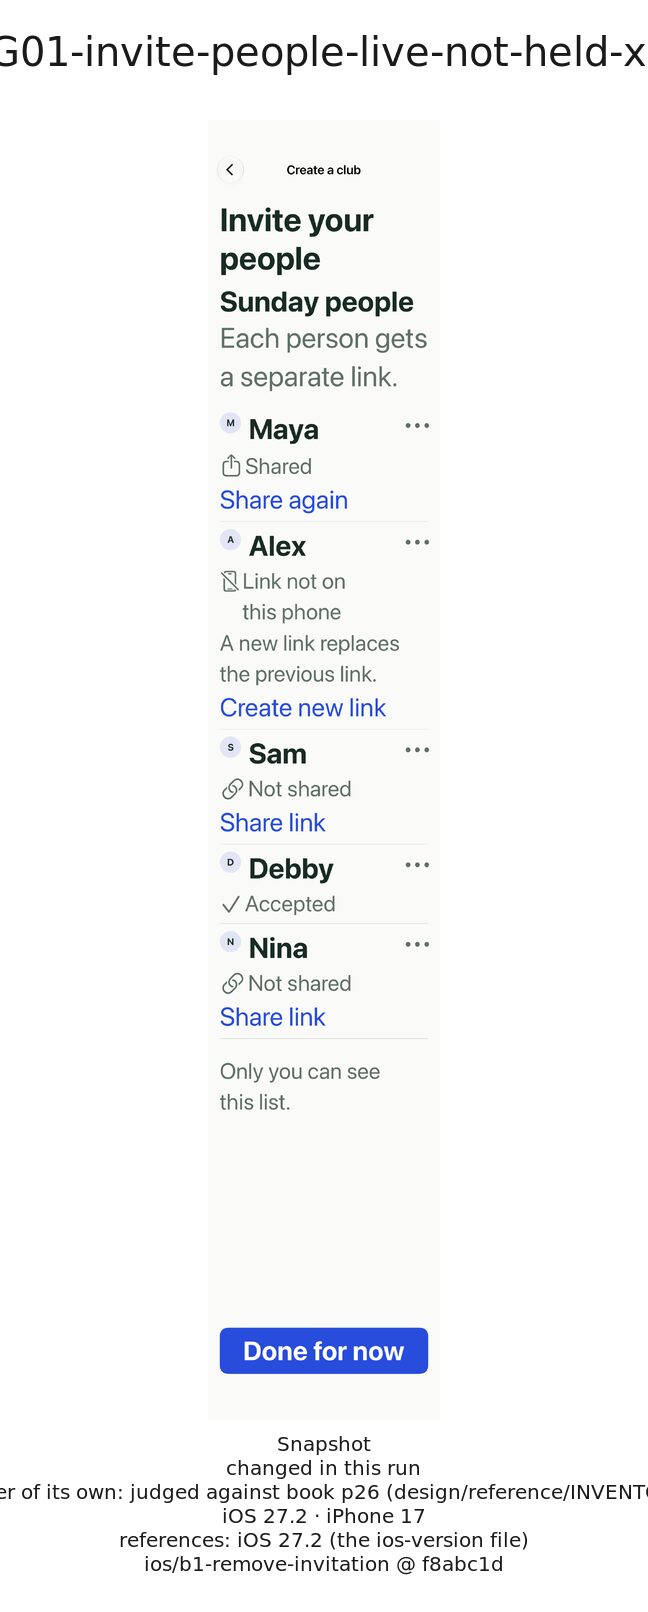 G01-invite-people-live-not-held-x
Create a club
Invite your
people
Sunday people
Each person gets
a separate link.
M Maya
Shared
Share again
A Alex
Link not on
this phone
A new link replaces
the previous link.
Create new link
S Sam
Not shared
Share link
D Debby
Accepted
N Nina
Not shared
Share link
Only you can see
this list.
Done for now
Snapshot
changed in this run
er of its own: judged against book p26 (design/reference/INVENTO
iOS 27.2 · iPhone 17
references: iOS 27.2 (the ios-version file)
ios/b1-remove-invitation @ f8abc1d